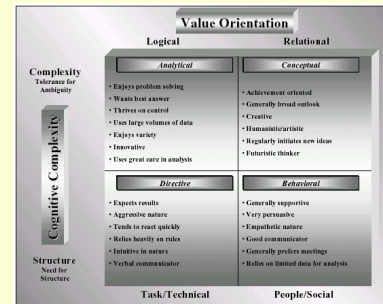 Value Orientation
Logical
Relational
Complexity
Tolerance for
Ambiguity
Cognitive Complexity
Structure
Need for
Structure
Analytical
• Enjoys problem solving
• Wants best answer
• Thrives on control
• Uses large volumes of data
• Enjoys variety
• Innovative
• Uses great care in analysis
Conceptual
• Achievement oriented
• Generally broad outlook
• Creative
• Humanistic/artistic
• Regularly initiates new ideas
• Futuristic thinker
Directive
• Expects results
• Aggressive nature
• Tends to react quickly
• Relies heavily on rules
• Intuitive in nature
• Verbal communicator
Behavioral
• Generally supportive
• Very persuasive
• Empathetic nature
• Good communicator
• Generally prefers meetings
• Relies on limited data for analysis
Task/Technical
People/Social